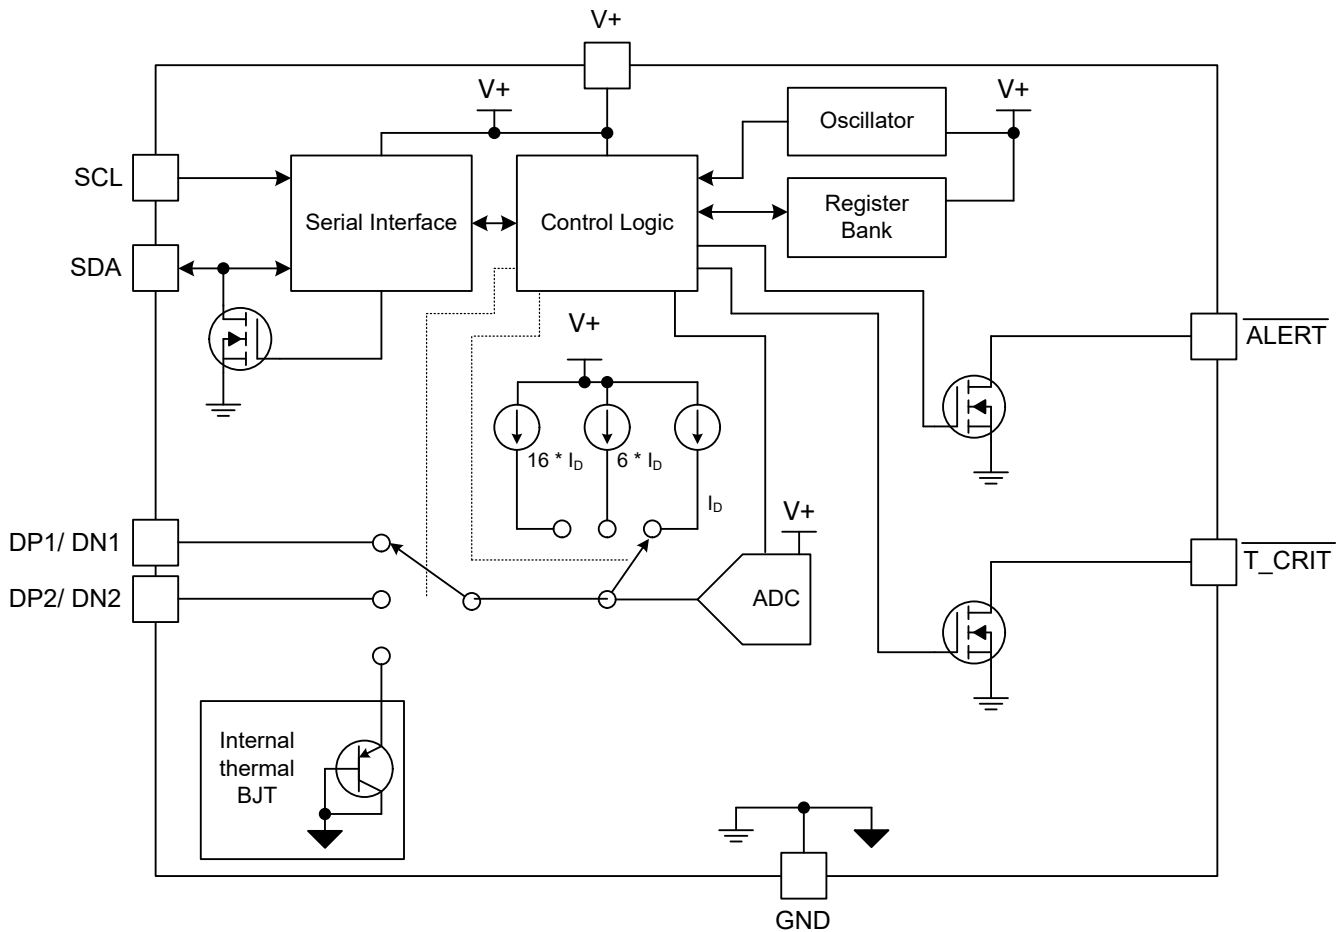 V+
V+
V+
Oscillator
SCL
Serial Interface
Control Logic
Register
Bank
SDA
V+
ALERT
16 * I_D
6 * I_D
I_D
V+
DP1/ DN1
T_CRIT
DP2/ DN2
ADC
Internal
thermal
BJT
GND